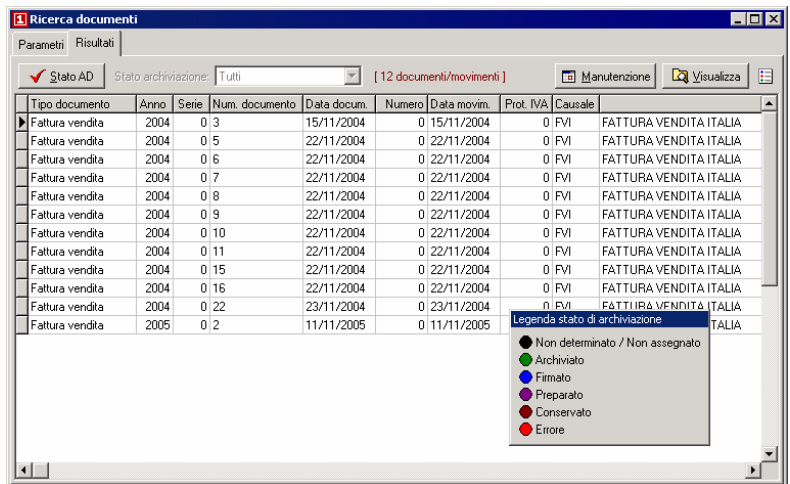 Ricerca documenti
Parametri Risultati
Stato AD Stato archiviazione: Tutti [ 12 documenti/movimenti ] Manutenzione Visualizza
Tipo documento Anno Serie Num. documento Data docum. Numero Data movim. Prot. IVA Causale
Fattura vendita 2004 0 3 15/11/2004 0 15/11/2004 0 FVI FATTURA VENDITA ITALIA
Fattura vendita 2004 0 5 22/11/2004 0 22/11/2004 0 FVI FATTURA VENDITA ITALIA
Fattura vendita 2004 0 6 22/11/2004 0 22/11/2004 0 FVI FATTURA VENDITA ITALIA
Fattura vendita 2004 0 7 22/11/2004 0 22/11/2004 0 FVI FATTURA VENDITA ITALIA
Fattura vendita 2004 0 8 22/11/2004 0 22/11/2004 0 FVI FATTURA VENDITA ITALIA
Fattura vendita 2004 0 9 22/11/2004 0 22/11/2004 0 FVI FATTURA VENDITA ITALIA
Fattura vendita 2004 0 10 22/11/2004 0 22/11/2004 0 FVI FATTURA VENDITA ITALIA
Fattura vendita 2004 0 11 22/11/2004 0 22/11/2004 0 FVI FATTURA VENDITA ITALIA
Fattura vendita 2004 0 15 22/11/2004 0 22/11/2004 0 FVI FATTURA VENDITA ITALIA
Fattura vendita 2004 0 16 22/11/2004 0 22/11/2004 0 FVI FATTURA VENDITA ITALIA
Fattura vendita 2004 0 22 23/11/2004 0 23/11/2004 0 FVI FATTURA VENDITA ITALIA
Fattura vendita 2005 0 2 11/11/2005 0 11/11/2005 TALIA
Legenda stato di archiviazione
Non determinato / Non assegnato
Archiviato
Firmato
Preparato
Conservato
Errore